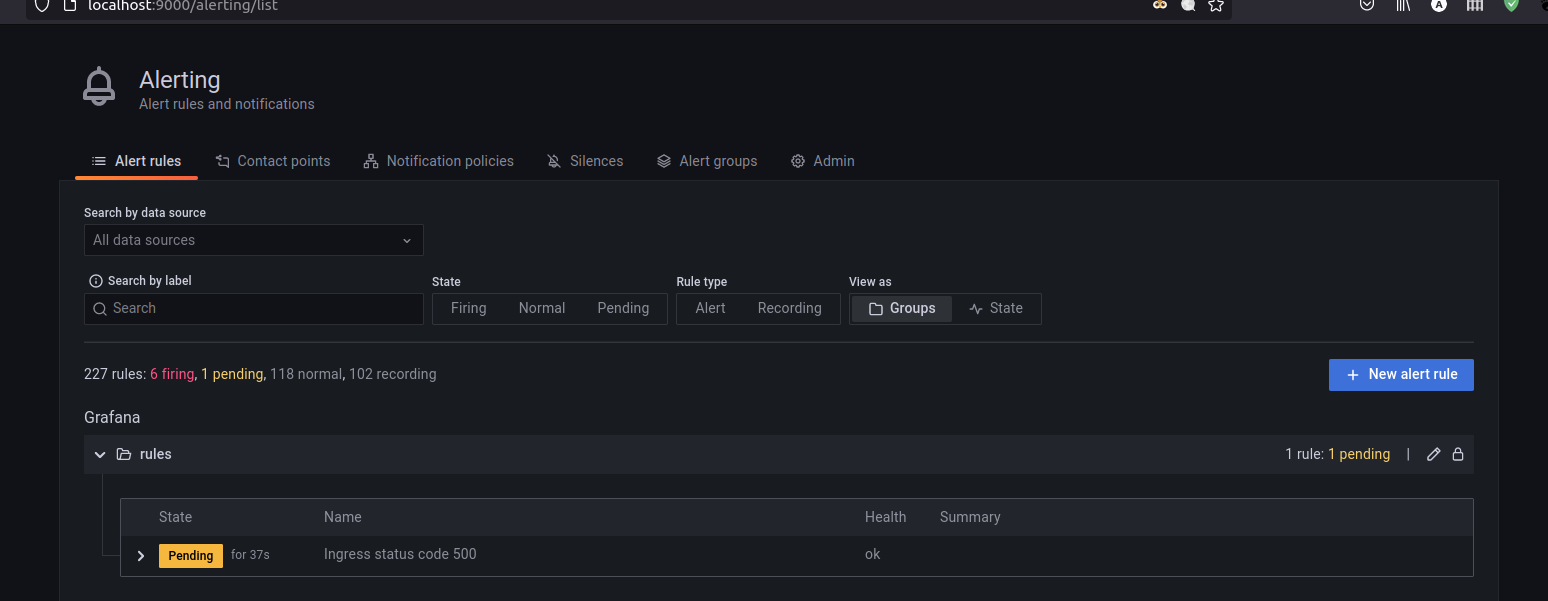 localhost:9000/alerting/list
A
Alerting
Alert rules and notifications
Alert rules Contact points Notification policies Silences Alert groups Admin
Search by data source
All data sources
Search by label State Rule type View as
Search Firing Normal Pending Alert Recording Groups State
227 rules: 6 firing, 1 pending, 118 normal, 102 recording + New alert rule
Grafana
rules 1 rule: 1 pending |
State Name Health Summary
Pending for 37s Ingress status code 500 ok